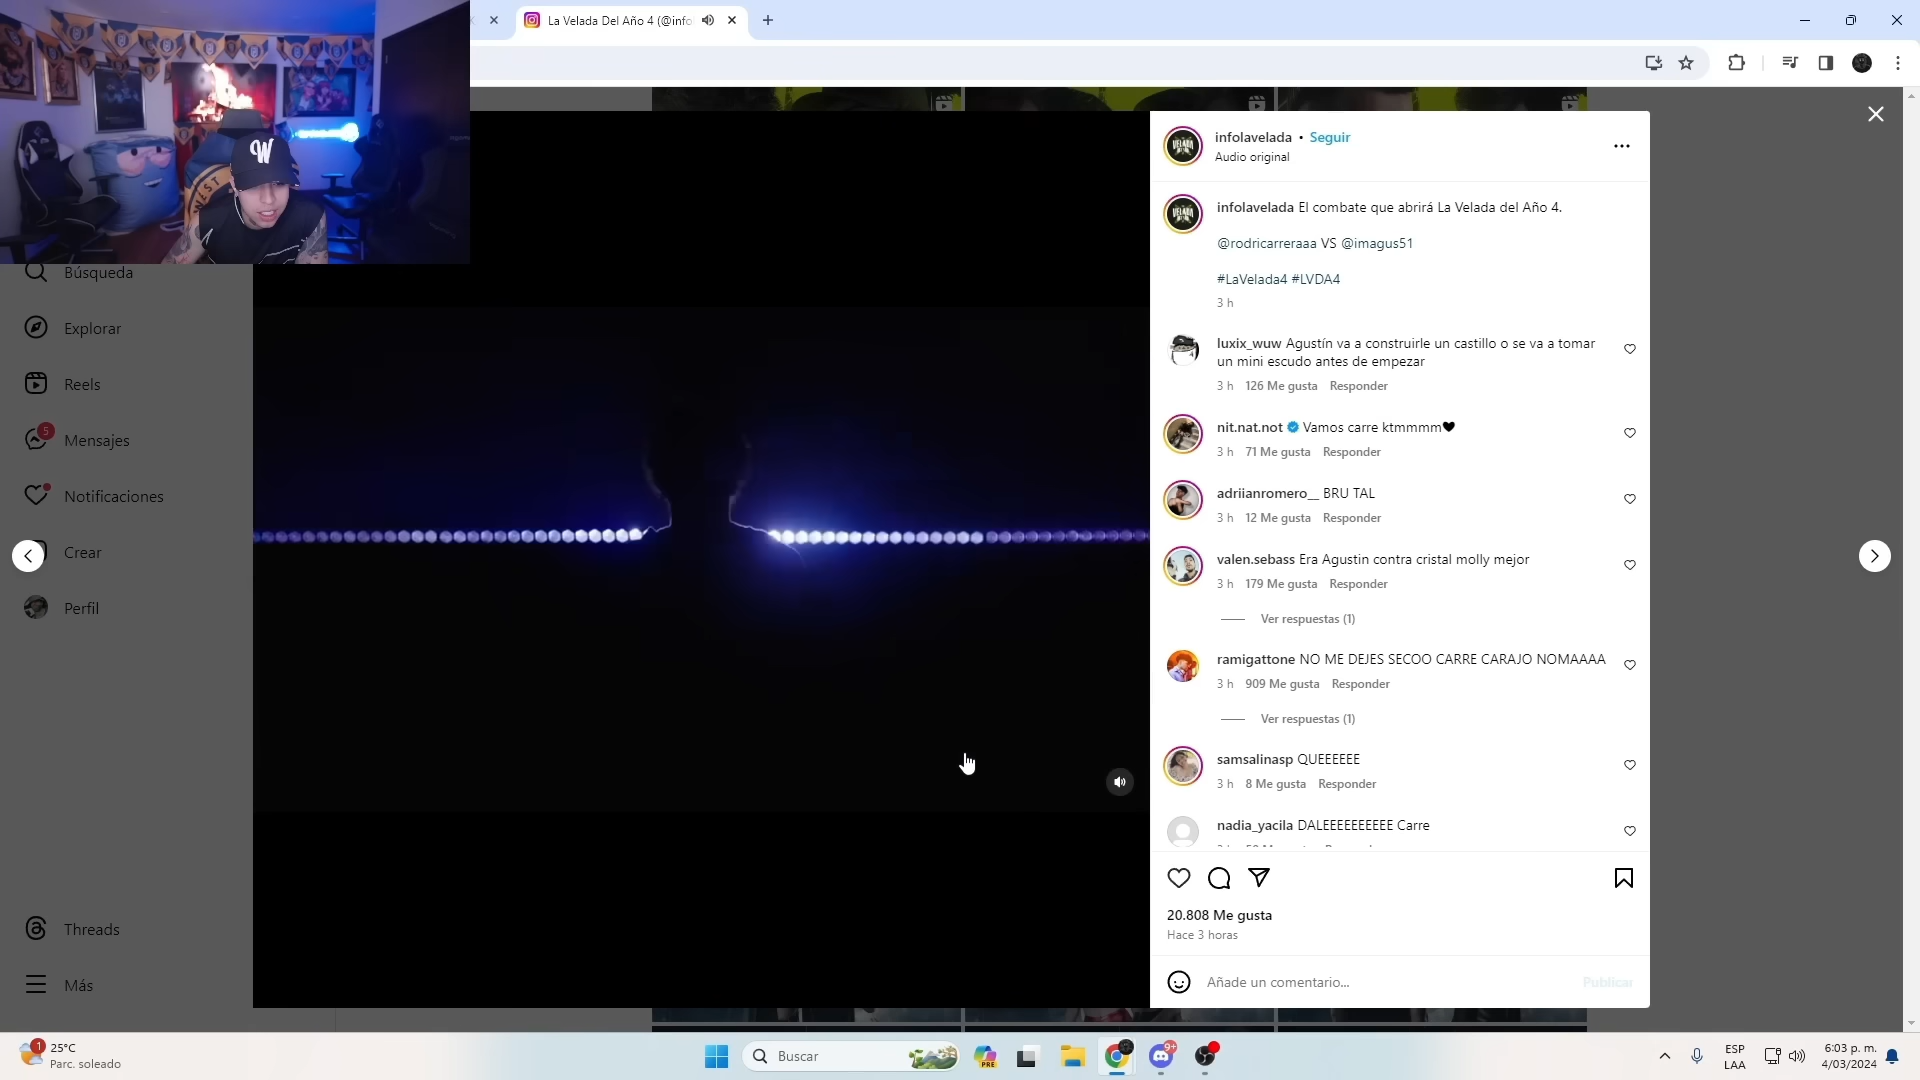 La Velada Del Año 4 (@info
W
Búsqueda
Explorar
Reels
5
Mensajes
Notificaciones
Crear
Perfil
Threads
Más
infolavelada • Seguir
Audio original
infolavelada El combate que abrirá La Velada del Año 4.
@rodricarreraaa VS @imagus51
#LaVelada4 #LVDA4
3 h
luxix_wuw Agustín va a construirle un castillo o se va a tomar
un mini escudo antes de empezar
3 h 126 Me gusta Responder
nit.nat.not Vamos carre ktmmmm🖤
3 h 71 Me gusta Responder
adriianromero__ BRU TAL
3 h 12 Me gusta Responder
valen.sebass Era Agustin contra cristal molly mejor
3 h 179 Me gusta Responder
Ver respuestas (1)
ramigattone NO ME DEJES SECOO CARRE CARAJO NOMAAAA
3 h 909 Me gusta Responder
Ver respuestas (1)
samsalinasp QUEEEEEE
3 h 8 Me gusta Responder
nadia_yacila DALEEEEEEEEEE Carre
20.808 Me gusta
Hace 3 horas
Añade un comentario...
Publicar
1
25°C
Parc. soleado
Buscar
PRE
9+
ESP
LAA
6:03 p. m.
4/03/2024